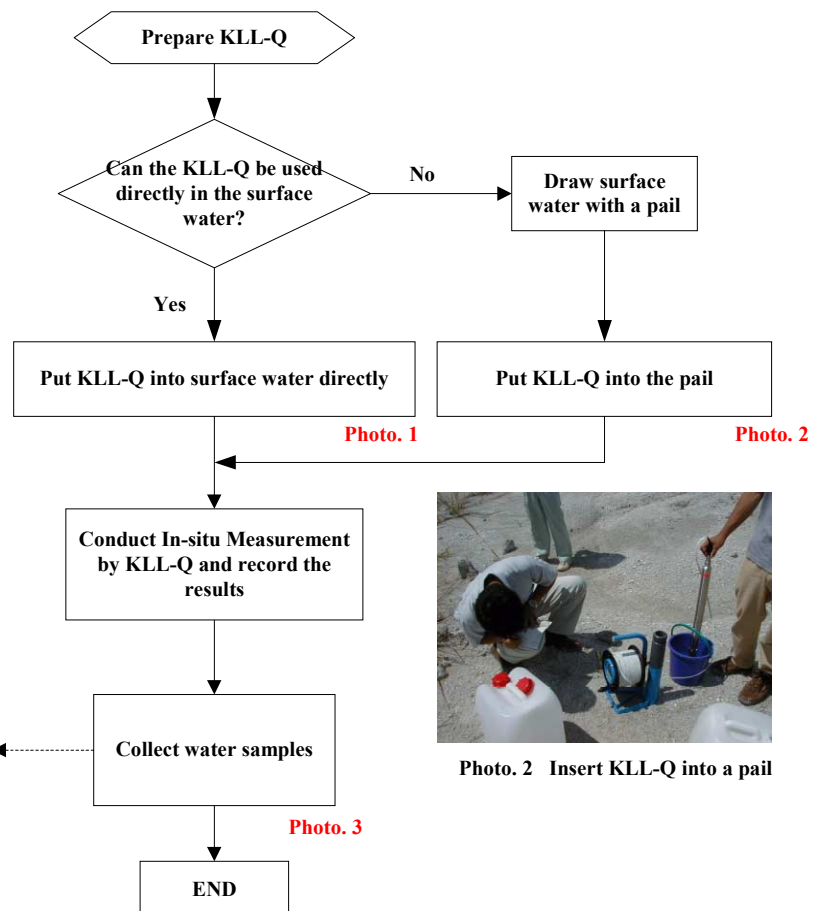 Prepare KLL-Q
Can the KLL-Q be used
directly in the surface
water?
No
Draw surface
water with a pail
Yes
Put KLL-Q into surface water directly
Photo. 1
Put KLL-Q into the pail
Photo. 2
Conduct In-situ Measurement
by KLL-Q and record the
results
Collect water samples
Photo. 3
Photo. 2 Insert KLL-Q into a pail
END